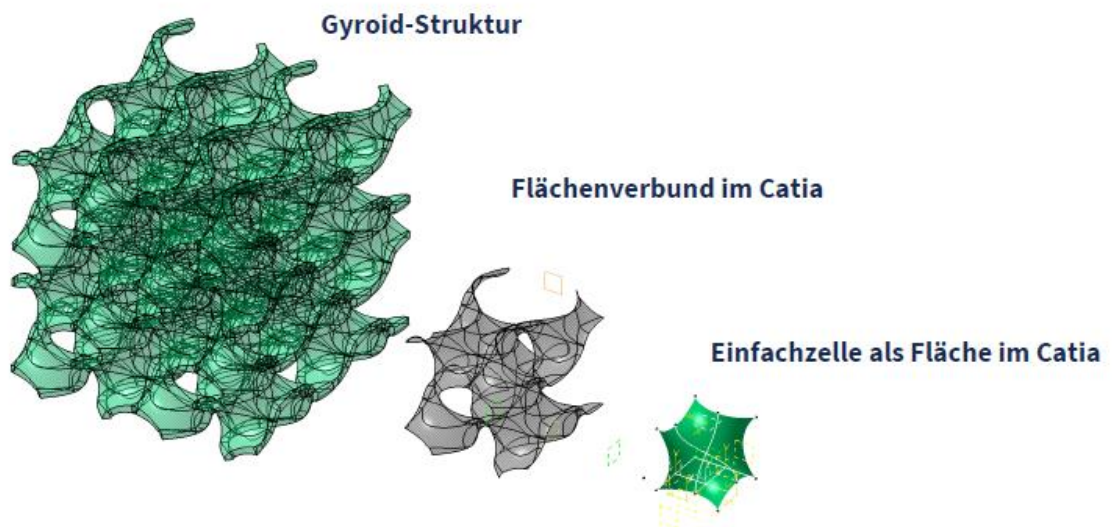 Gyroid-Struktur
Flächenverbund im Catia
Einfachzelle als Fläche im Catia